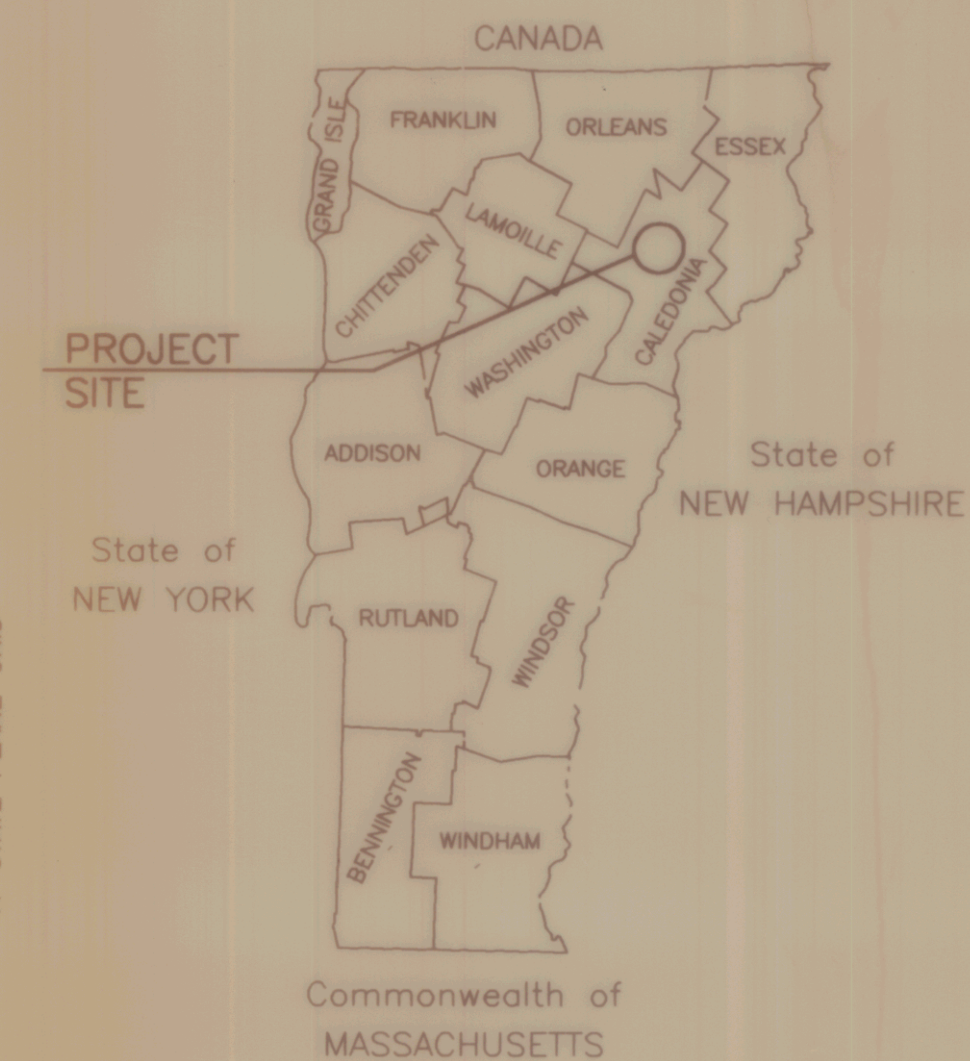 CANADA
FRANKLIN
ORLEANS
ESSEX
GRAND ISLE
LAMOILLE
CHITTENDEN
CALEDONIA
WASHINGTON
PROJECT
SITE
ADDISON
ORANGE
State of
NEW HAMPSHIRE
State of
NEW YORK
RUTLAND
WINDSOR
BENNINGTON
WINDHAM
Commonwealth of
MASSACHUSETTS